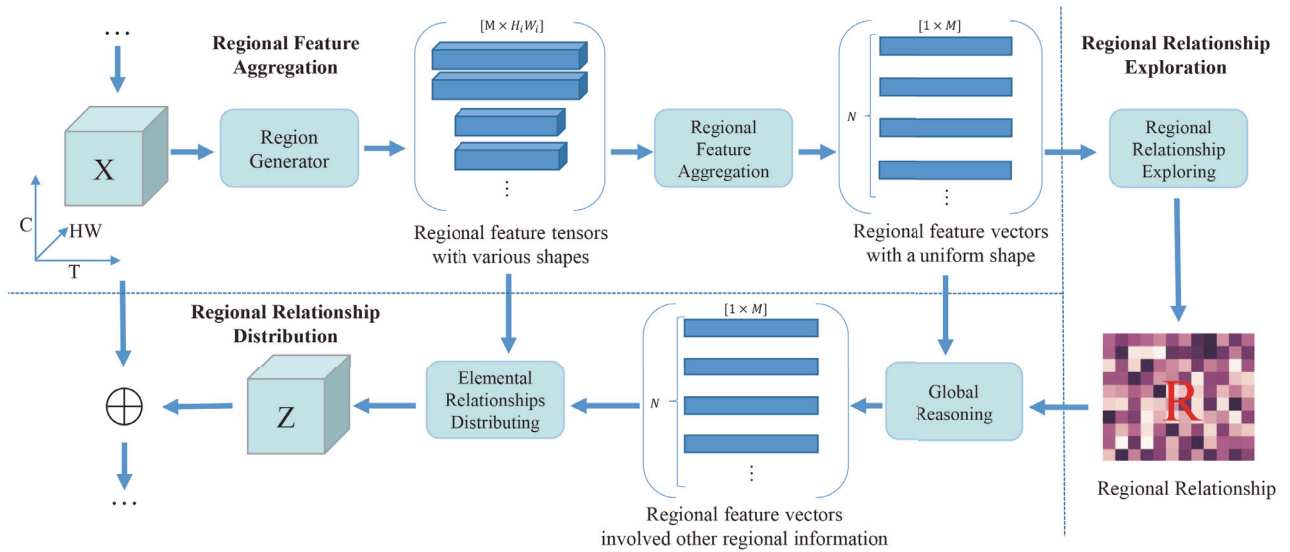 ...
Regional Feature
Aggregation
[M × HᵢWᵢ]
[1 × M]
Regional Relationship
Exploration
X
C
HW
T
Region
Generator
⋮
Regional feature tensors
with various shapes
Regional
Feature
Aggregation
N
⋮
Regional feature vectors
with a uniform shape
Regional
Relationship
Exploring
Regional Relationship
Distribution
[1 × M]
Z
Elemental
Relationships
Distributing
N
⋮
Regional feature vectors
involved other regional information
Global
Reasoning
R
Regional Relationship
...